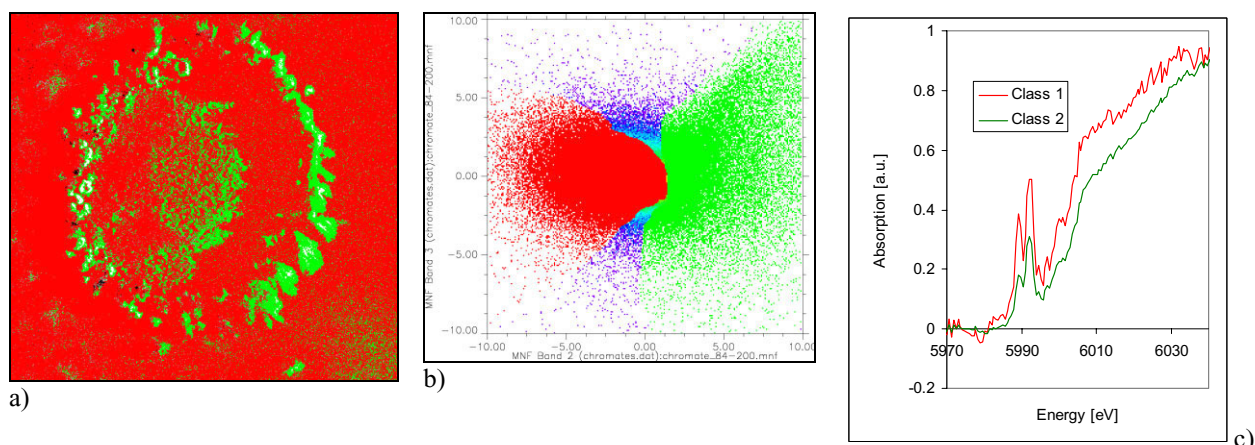 a)
10.00
5.00
0.00
-5.00
-10.00
MNF Band 3 (chromates.dat):chromate_84-200.mnf
-10.00 -5.00 0.00 5.00 10.00
MNF Band 2 (chromates.dat):chromate_84-200.mnf
b)
1
0.8
0.6
0.4
0.2
0
-0.2
Absorption [a.u.]
Class 1
Class 2
5970 5990 6010 6030
Energy [eV]
c)